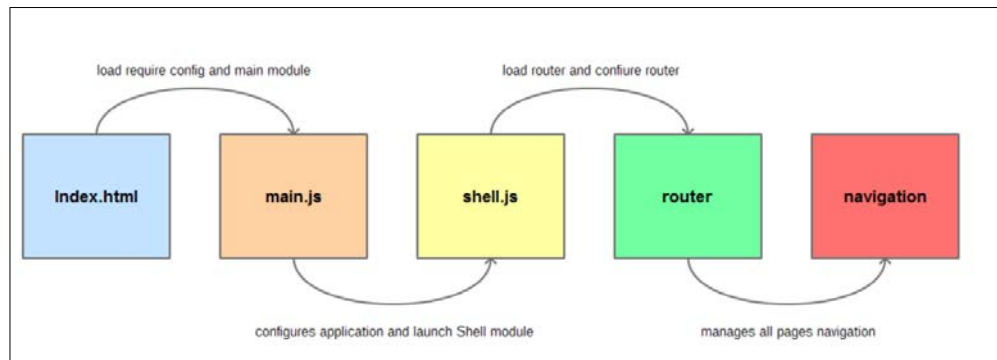 load require config and main module
load router and confiure router
Index.html
main.js
shell.js
router
navigation
configures application and launch Shell module
manages all pages navigation